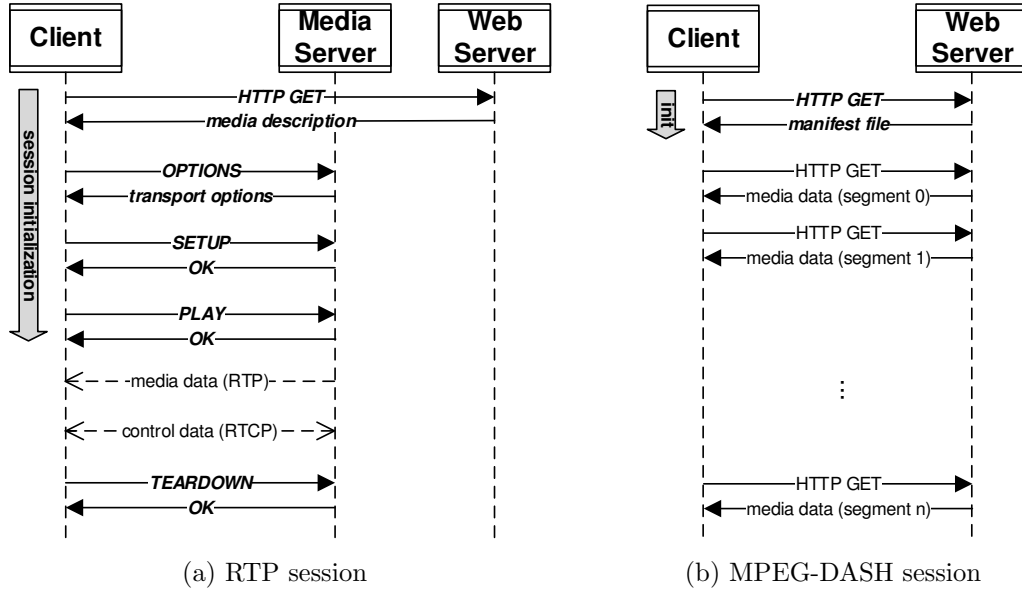 Client
Media
Server
Web
Server
session initialization
HTTP GET
media description
OPTIONS
transport options
SETUP
OK
PLAY
OK
media data (RTP)
control data (RTCP)
TEARDOWN
OK
(a) RTP session
Client
Web
Server
init
HTTP GET
manifest file
HTTP GET
media data (segment 0)
HTTP GET
media data (segment 1)
⋮
HTTP GET
media data (segment n)
(b) MPEG-DASH session